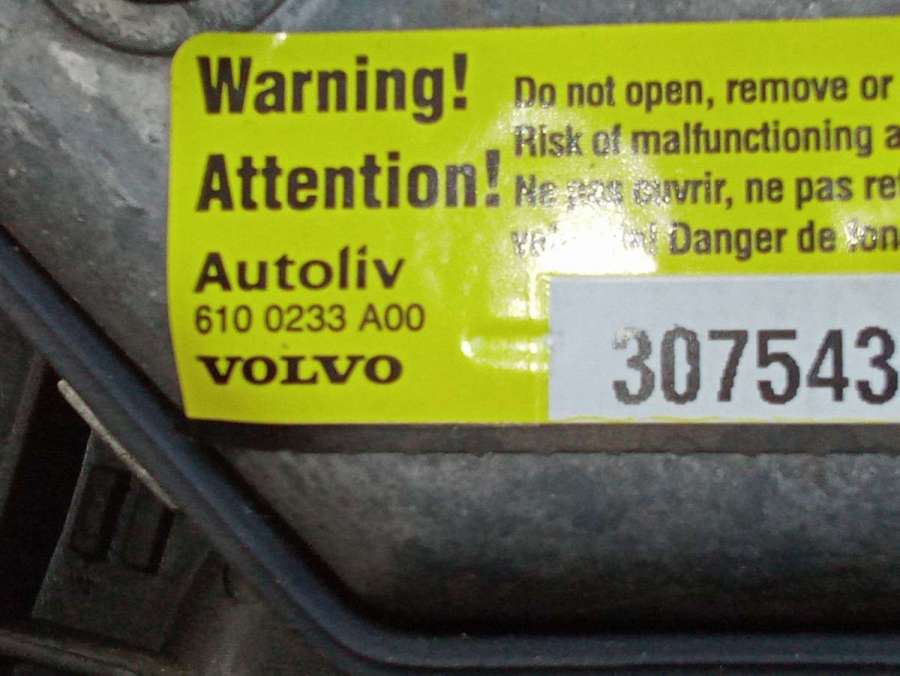 Warning!
Attention!
Autoliv
610 0233 A00
VOLVO
Do not open, remove or
Risk of malfunctioning a
Ne pas ouvrir, ne pas ret
Danger de fon
307543